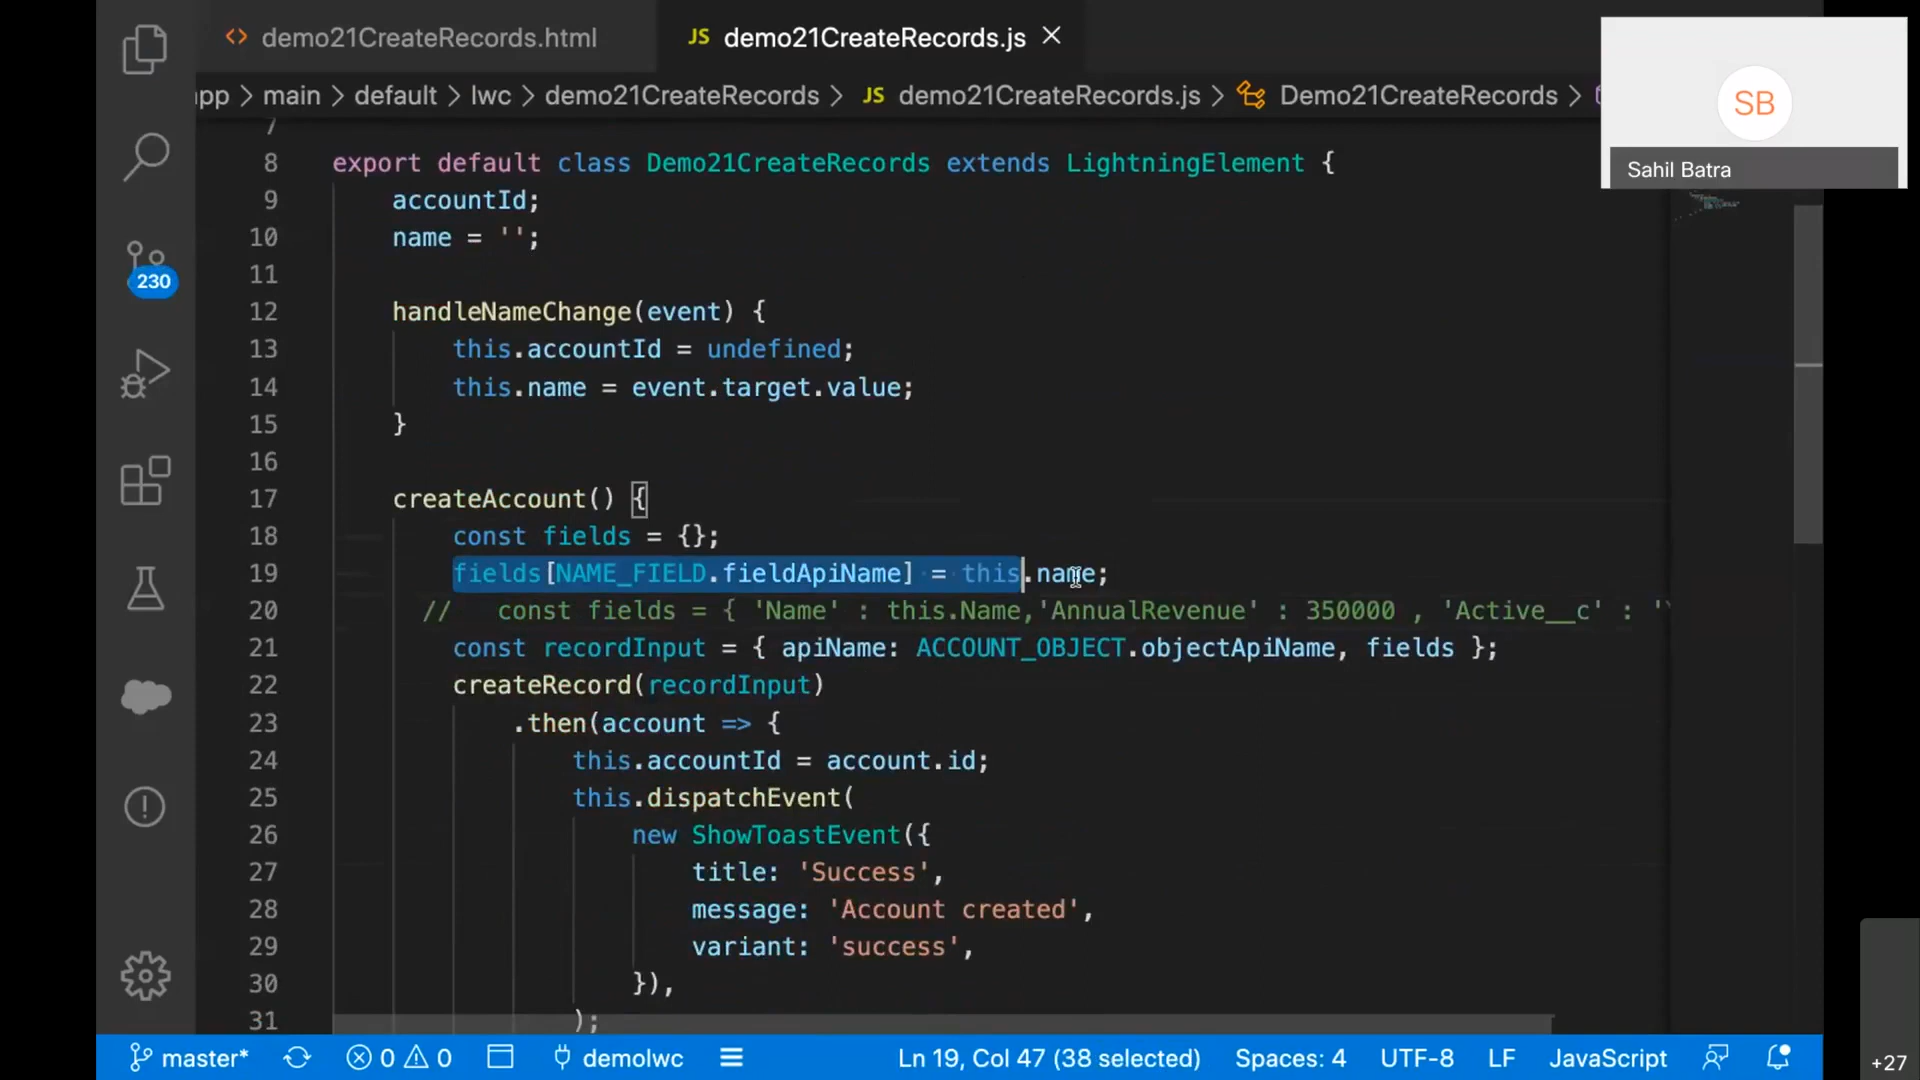 demo21CreateRecords.html
JS demo21CreateRecords.js
app > main > default > lwc > demo21CreateRecords > JS demo21CreateRecords.js > Demo21CreateRecords >
SB
Sahil Batra
230
7
8 export default class Demo21CreateRecords extends LightningElement {
9 accountId;
10 name = '';
11
12 handleNameChange(event) {
13 this.accountId = undefined;
14 this.name = event.target.value;
15 }
16
17 createAccount() {
18 const fields = {};
19 fields[NAME_FIELD.fieldApiName] = this.name;
20 // const fields = { 'Name' : this.Name,'AnnualRevenue' : 350000 , 'Active__c' : '
21 const recordInput = { apiName: ACCOUNT_OBJECT.objectApiName, fields };
22 createRecord(recordInput)
23 .then(account => {
24 this.accountId = account.id;
25 this.dispatchEvent(
26 new ShowToastEvent({
27 title: 'Success',
28 message: 'Account created',
29 variant: 'success',
30 }),
31 );
master* 0 0 demolwc Ln 19, Col 47 (38 selected) Spaces: 4 UTF-8 LF JavaScript
+27